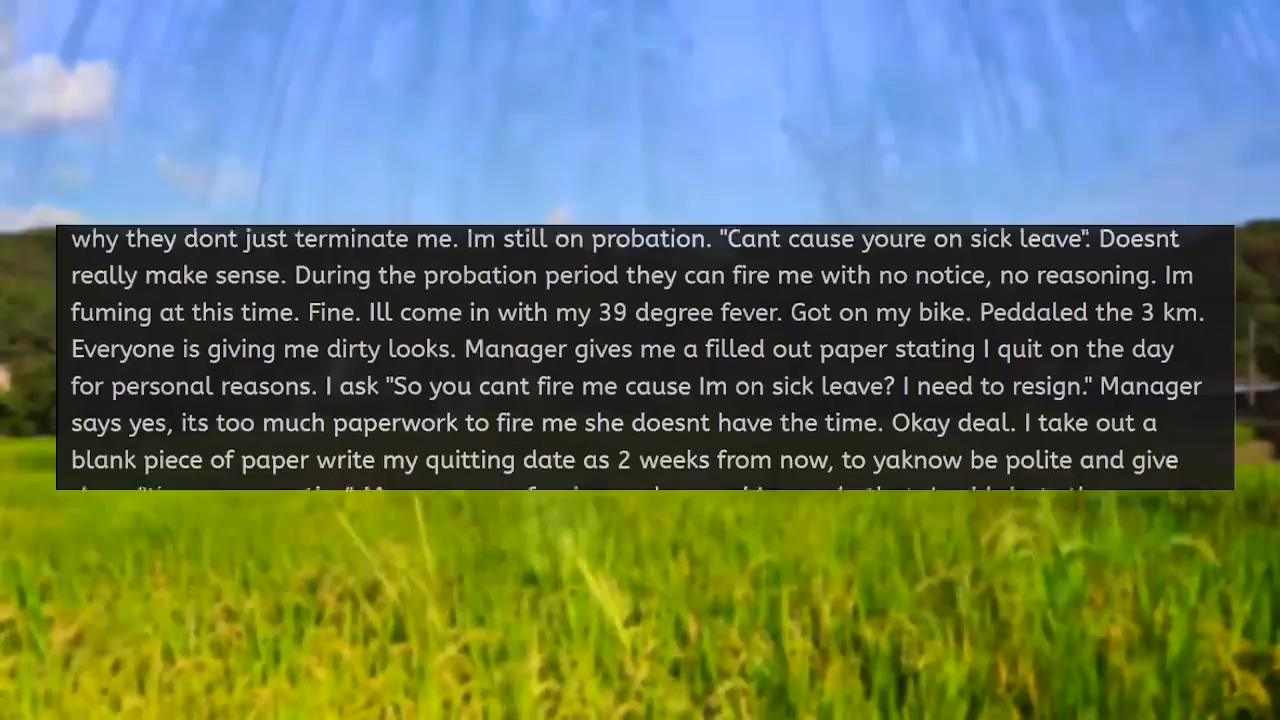 why they dont just terminate me. Im still on probation. "Cant cause youre on sick leave". Doesnt
really make sense. During the probation period they can fire me with no notice, no reasoning. Im
fuming at this time. Fine. Ill come in with my 39 degree fever. Got on my bike. Peddaled the 3 km.
Everyone is giving me dirty looks. Manager gives me a filled out paper stating I quit on the day
for personal reasons. I ask "So you cant fire me cause Im on sick leave? I need to resign." Manager
says yes, its too much paperwork to fire me she doesnt have the time. Okay deal. I take out a
blank piece of paper write my quitting date as 2 weeks from now, to yaknow be polite and give